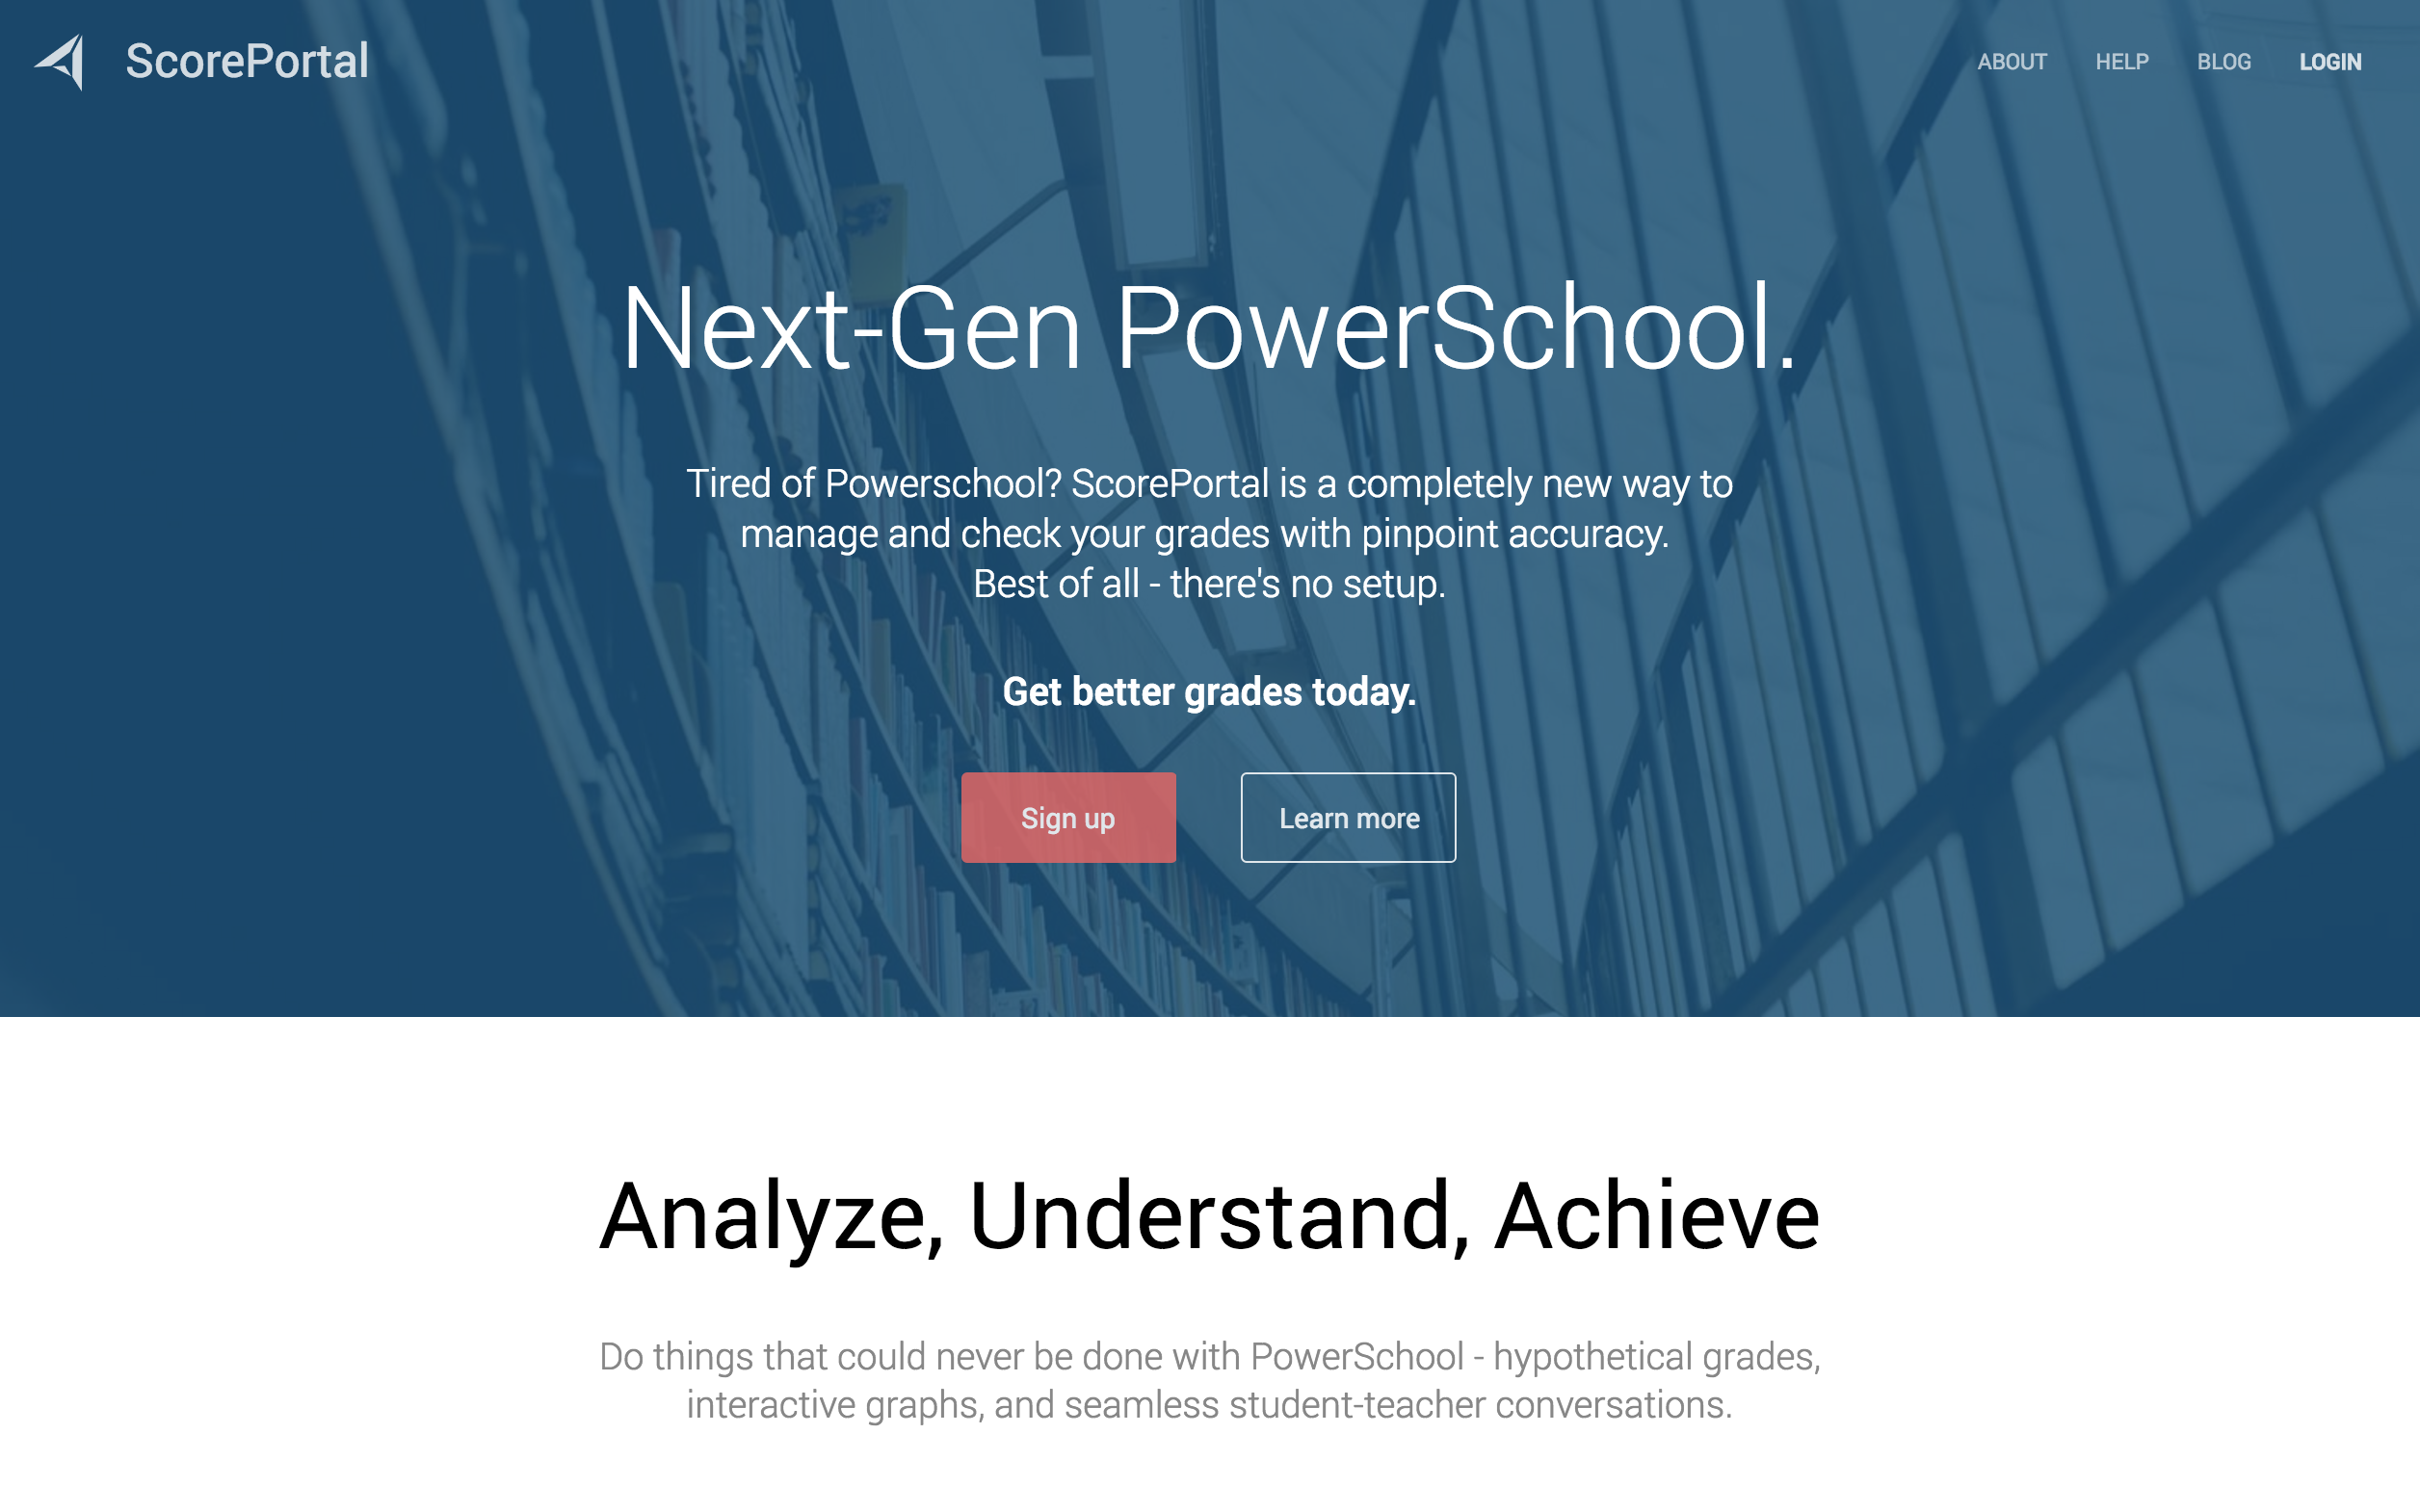 ScorePortal
ABOUT HELP BLOG LOGIN
Next-Gen PowerSchool.
Tired of Powerschool? ScorePortal is a completely new way to
manage and check your grades with pinpoint accuracy.
Best of all - there's no setup.
Get better grades today.
Sign up Learn more
Analyze, Understand, Achieve
Do things that could never be done with PowerSchool - hypothetical grades,
interactive graphs, and seamless student-teacher conversations.